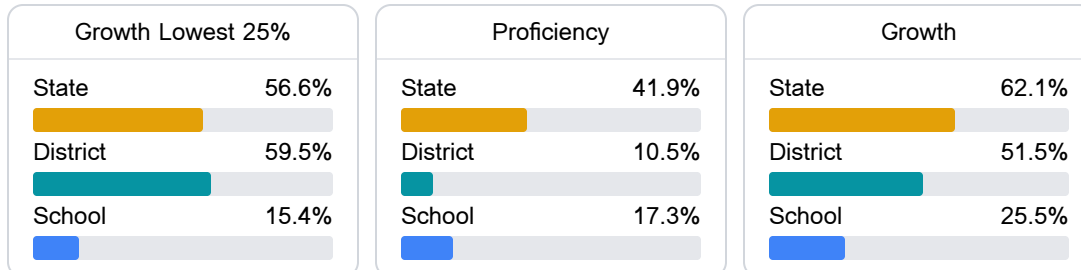 Growth Lowest 25%
State 56.6%
District 59.5%
School 15.4%
Proficiency
State 41.9%
District 10.5%
School 17.3%
Growth
State 62.1%
District 51.5%
School 25.5%